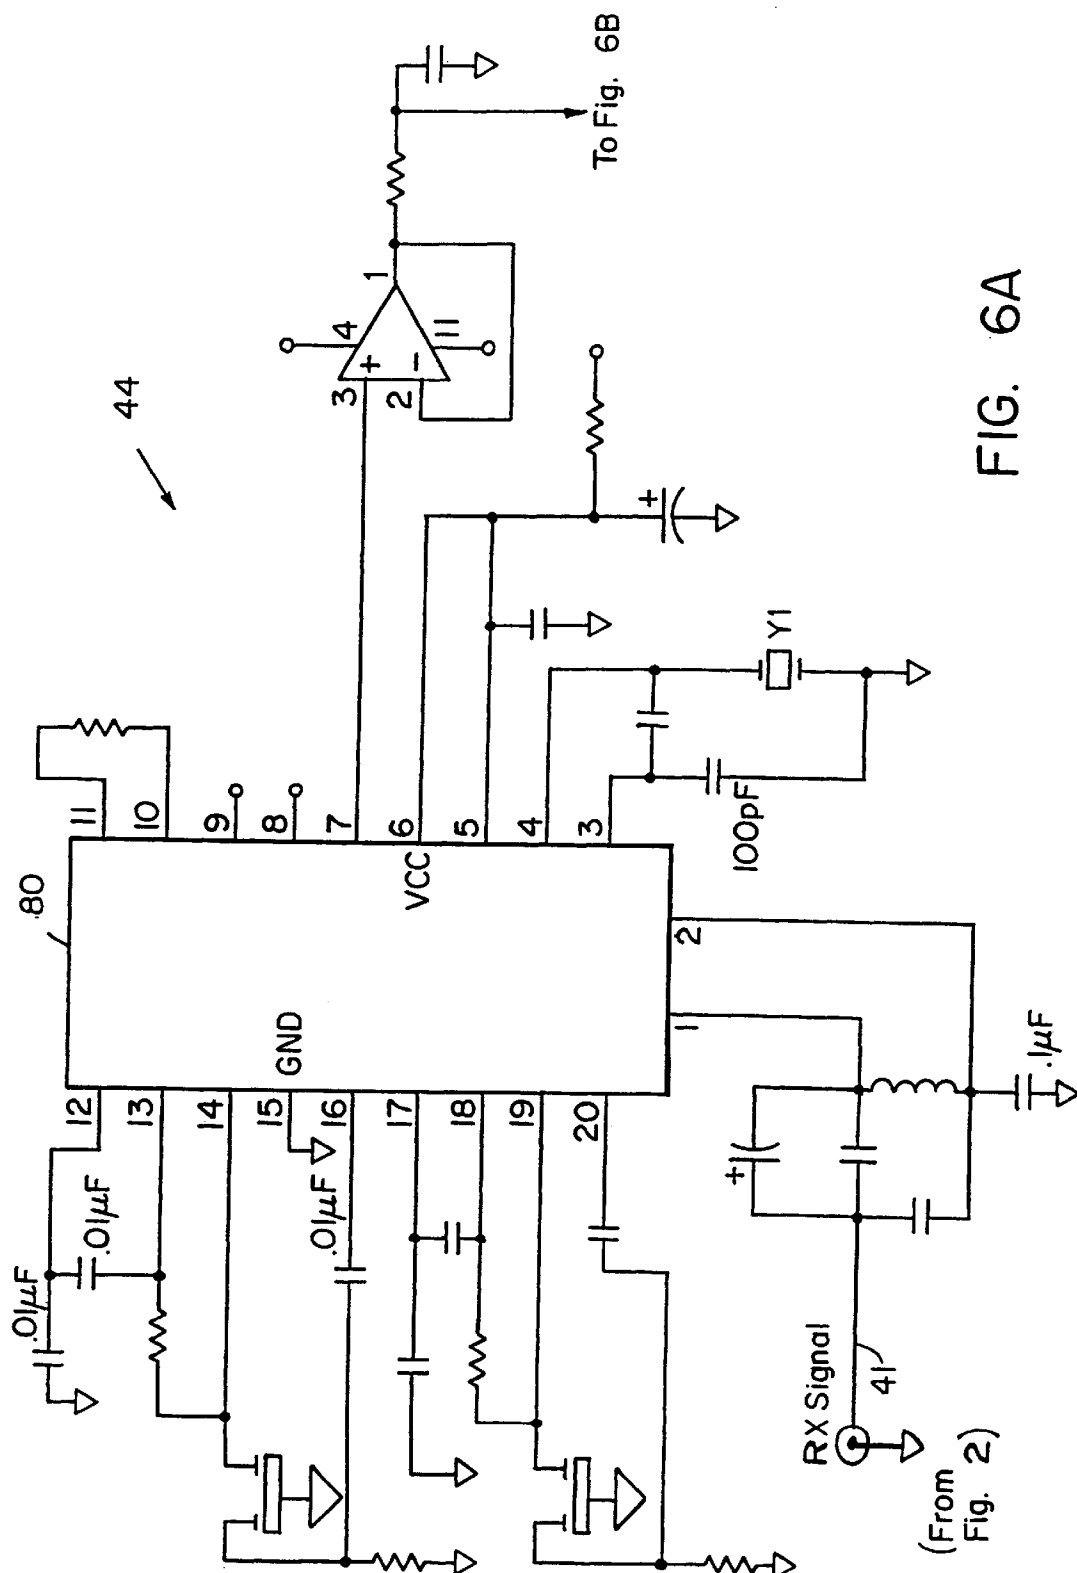 44
80
11
10
9
8
7
6
VCC
5
4
3
2
1
12
13
14
GND
15
16
17
18
19
20
.01µF
.01µF
.01µF
100pF
Y1
.1µF
3
+
4
1
2
−
11
+
+
To Fig. 6B
RX Signal
41
(From
Fig. 2)
FIG. 6A